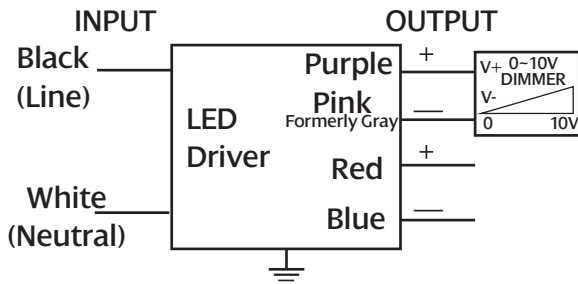 INPUT
OUTPUT
Black
(Line)
White
(Neutral)
LED
Driver
Purple
+
Pink
—
Formerly Gray
Red
+
Blue
—
V+ 0~10V
DIMMER
V-
0 10V